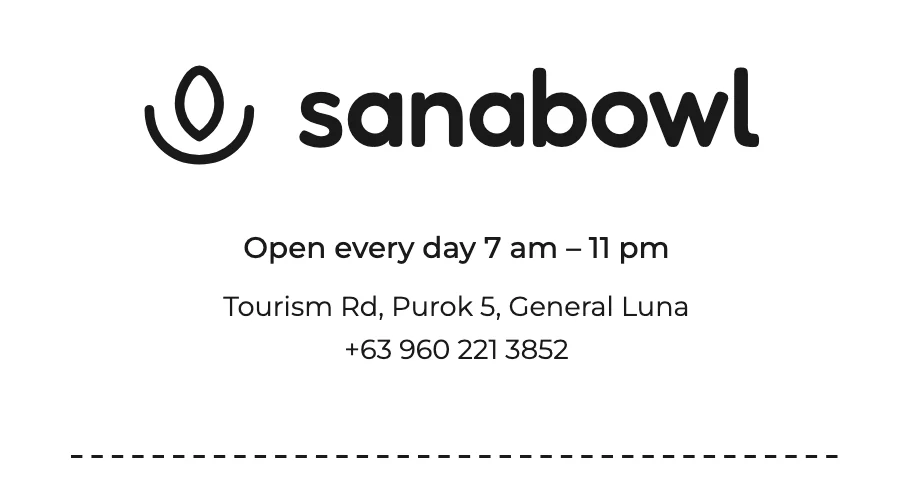 sanabowl
Open every day 7 am – 11 pm
Tourism Rd, Purok 5, General Luna
+63 960 221 3852